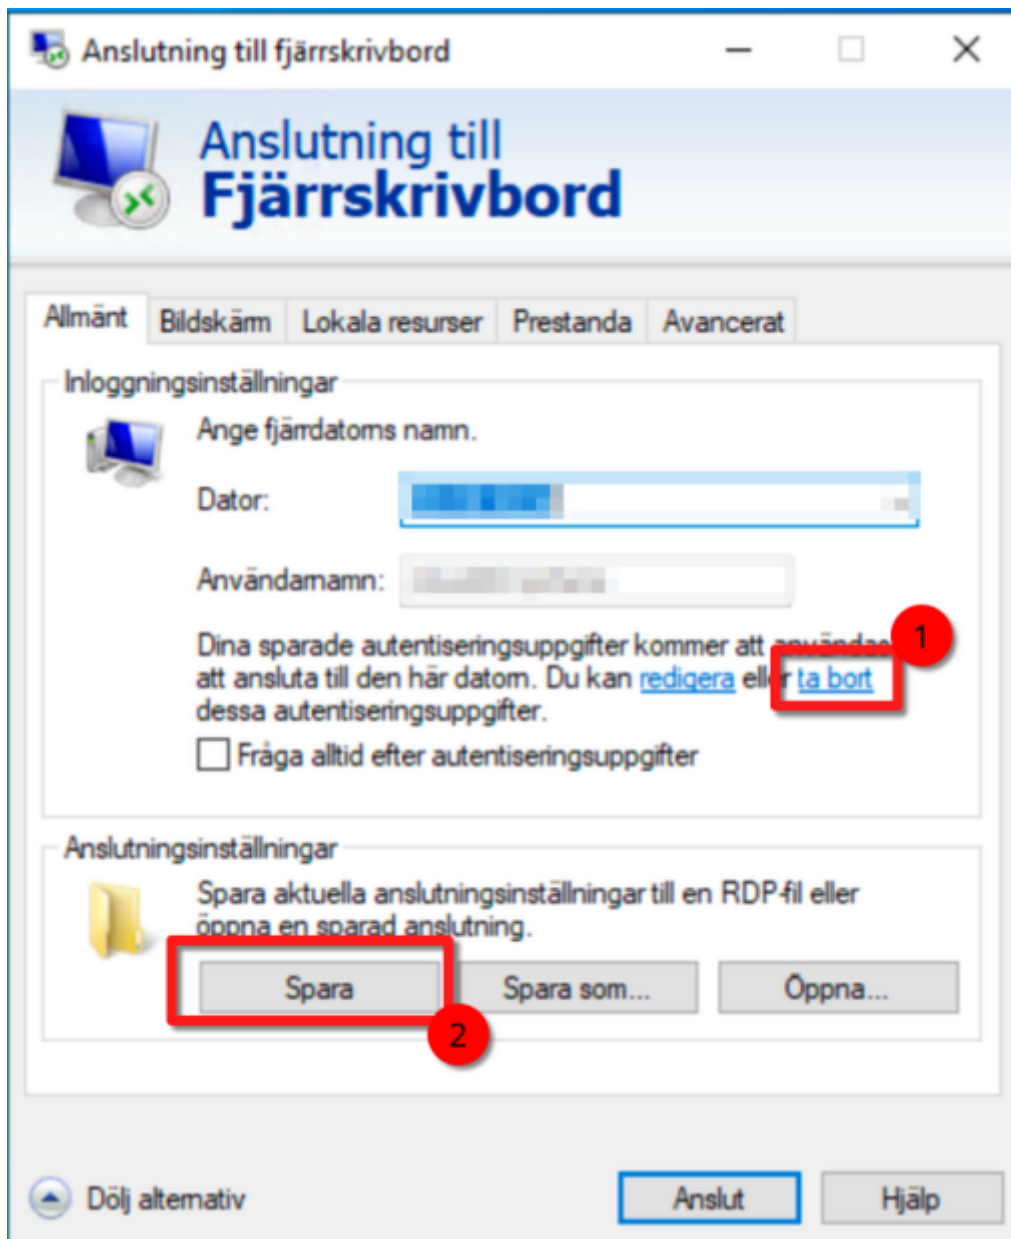 Anslutning till fjärrskrivbord
Anslutning till
Fjärrskrivbord
Allmänt Bildskärm Lokala resurser Prestanda Avancerat
Inloggningsinställningar
Ange fjärrdatorns namn.
Dator:
Användarnamn:
Dina sparade autentiseringsuppgifter kommer att användas
1
att ansluta till den här datorn. Du kan redigera eller ta bort
dessa autentiseringsuppgifter.
Fråga alltid efter autentiseringsuppgifter
Anslutningsinställningar
Spara aktuella anslutningsinställningar till en RDP-fil eller
öppna en sparad anslutning.
Spara Spara som... Öppna...
2
Dölj alternativ Anslut Hjälp